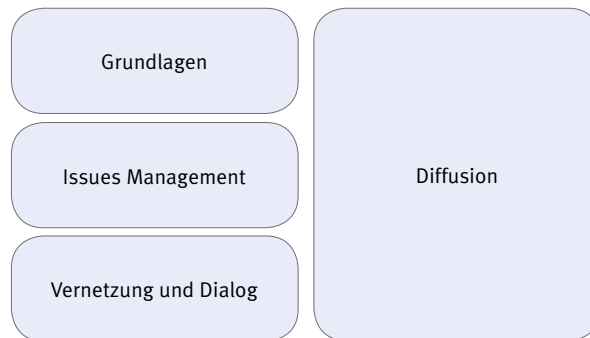 Grundlagen
Issues Management
Vernetzung und Dialog
Diffusion